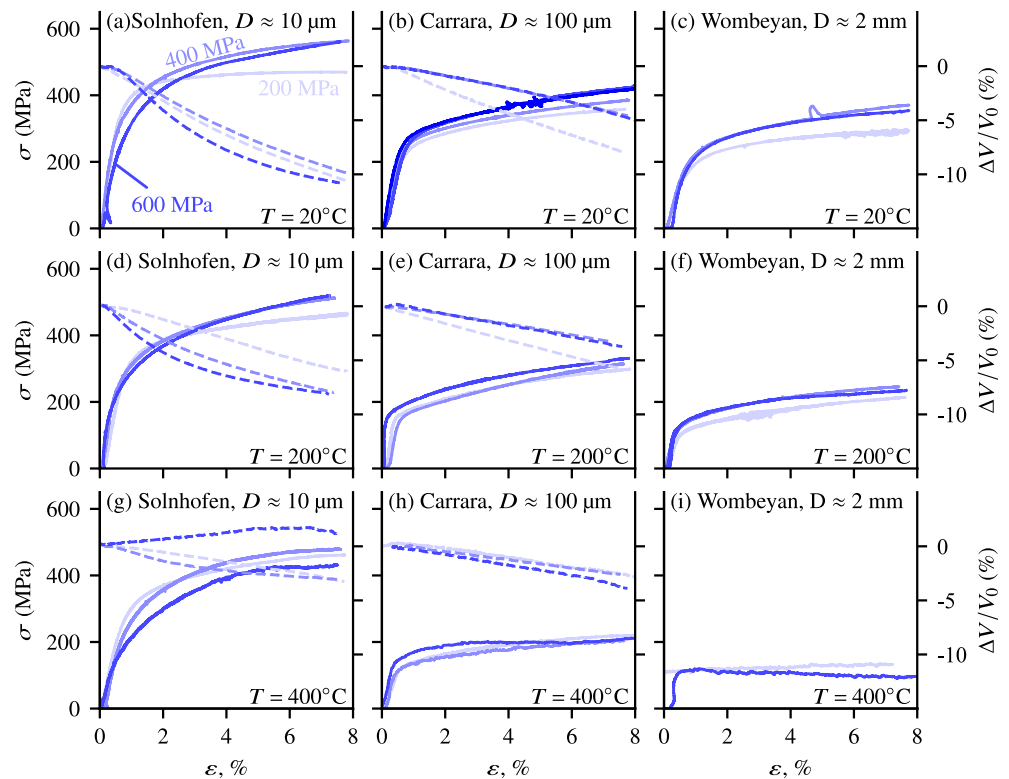 (a)Solnhofen, D ≈ 10 μm
(b) Carrara, D ≈ 100 μm
(c) Wombeyan, D ≈ 2 mm
600
400
200
0
σ (MPa)
400 MPa
200 MPa
600 MPa
T = 20°C
T = 20°C
T = 20°C
0
-5
-10
ΔV/V0 (%)
(d) Solnhofen, D ≈ 10 μm
(e) Carrara, D ≈ 100 μm
(f) Wombeyan, D ≈ 2 mm
600
400
200
0
σ (MPa)
T = 200°C
T = 200°C
T = 200°C
0
-5
-10
ΔV/V0 (%)
(g) Solnhofen, D ≈ 10 μm
(h) Carrara, D ≈ 100 μm
(i) Wombeyan, D ≈ 2 mm
600
400
200
0
σ (MPa)
T = 400°C
T = 400°C
T = 400°C
0
-5
-10
ΔV/V0 (%)
0 2 4 6 8
0 2 4 6 8
0 2 4 6 8
ε, %
ε, %
ε, %